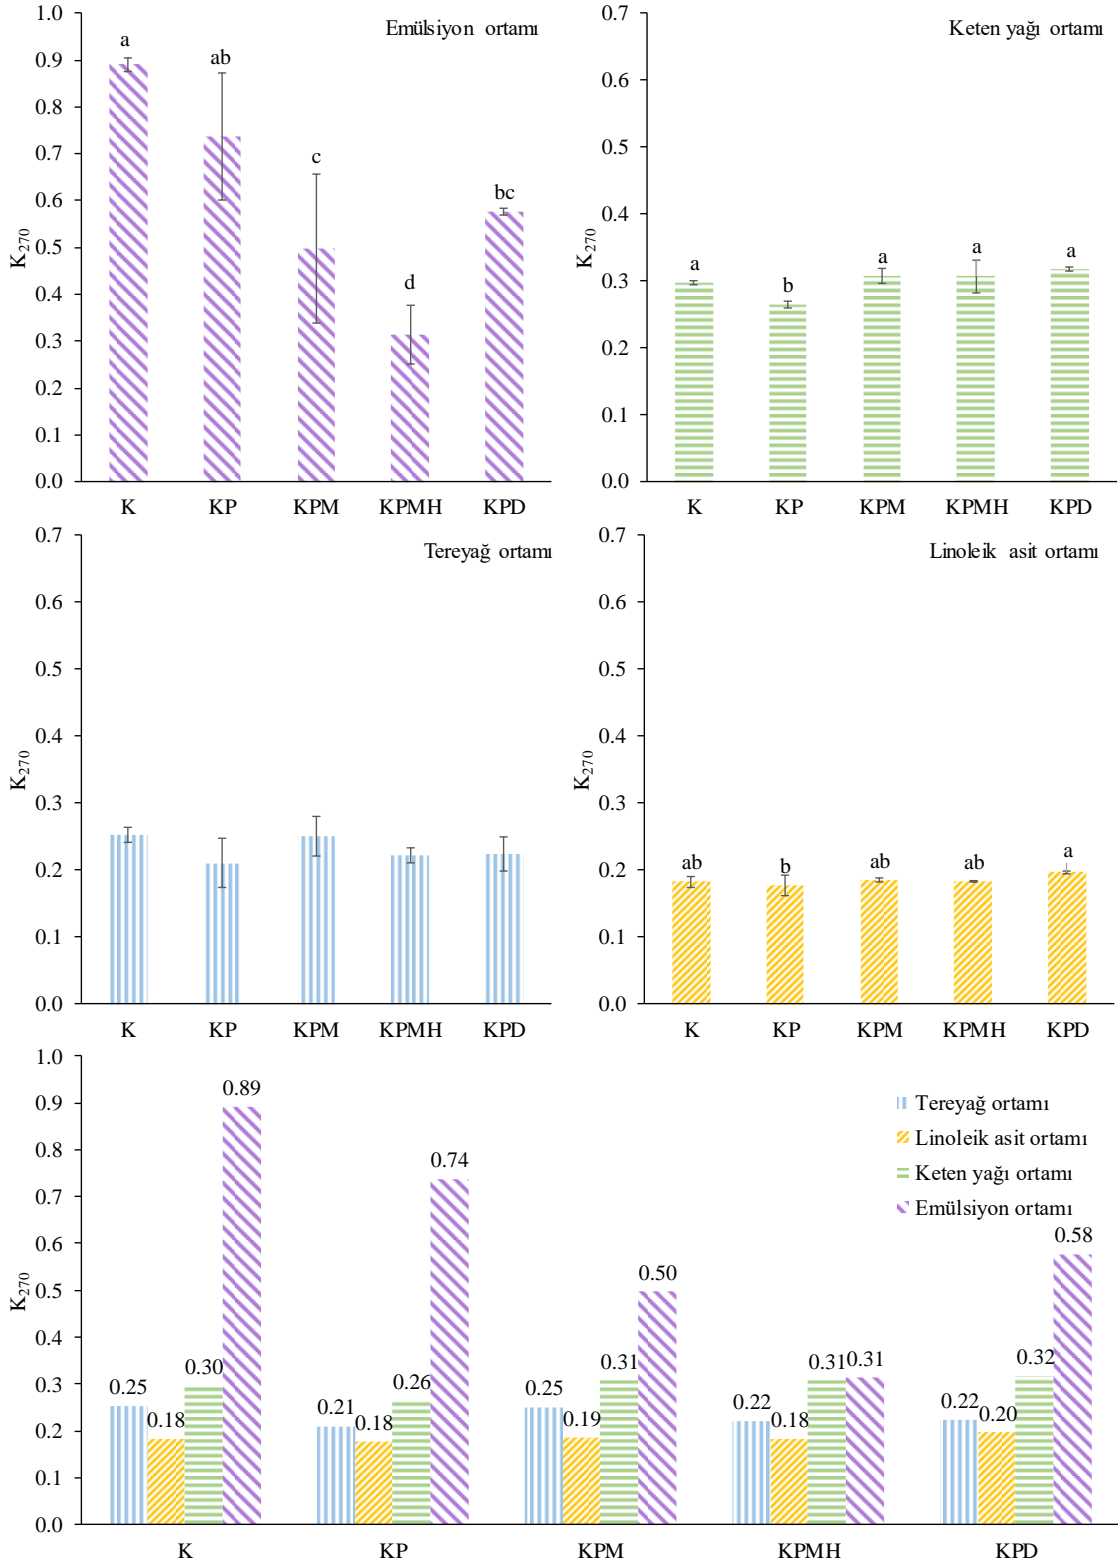 Emülsiyon ortamı
1.0
0.9
0.8
0.7
0.6
0.5
0.4
0.3
0.2
0.1
0.0
K270
a
ab
c
d
bc
K KP KPM KPMH KPD
Keten yağı ortamı
0.7
0.6
0.5
0.4
0.3
0.2
0.1
0.0
K270
a
b
a
a
a
K KP KPM KPMH KPD
Tereyağ ortamı
0.7
0.6
0.5
0.4
0.3
0.2
0.1
0.0
K270
K KP KPM KPMH KPD
Linoleik asit ortamı
0.7
0.6
0.5
0.4
0.3
0.2
0.1
0.0
K270
ab
b
ab
ab
a
K KP KPM KPMH KPD
1.0
0.9
0.8
0.7
0.6
0.5
0.4
0.3
0.2
0.1
0.0
K270
0.25 0.18 0.30 0.89
0.21 0.18 0.26 0.74
0.25 0.19 0.31 0.50
0.22 0.18 0.31 0.31
0.22 0.20 0.32 0.58
K KP KPM KPMH KPD
Tereyağ ortamı
Linoleik asit ortamı
Keten yağı ortamı
Emülsiyon ortamı